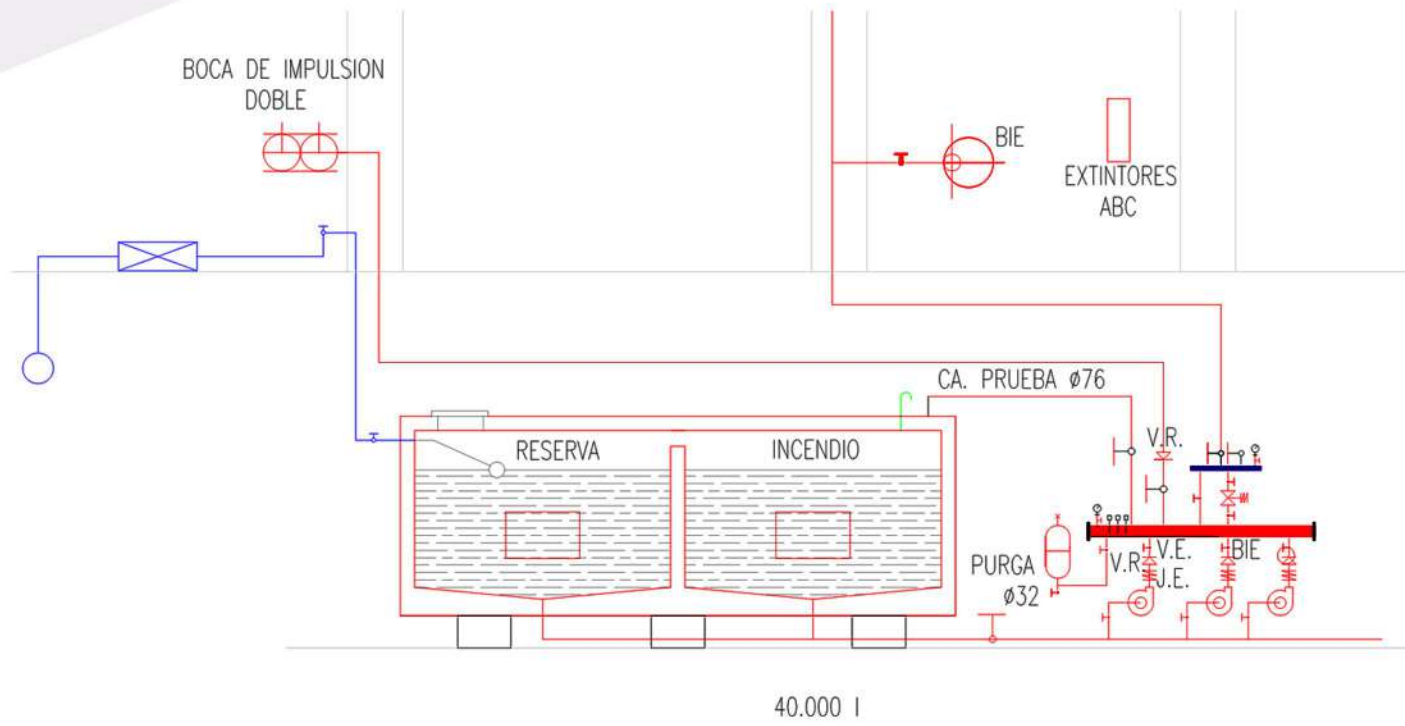 BOCA DE IMPULSION
DOBLE
BIE
EXTINTORES
ABC
CA. PRUEBA ø76
RESERVA
INCENDIO
V.R.
PURGA
ø32
V.R.
V.E.
J.E.
BIE
40.000 l